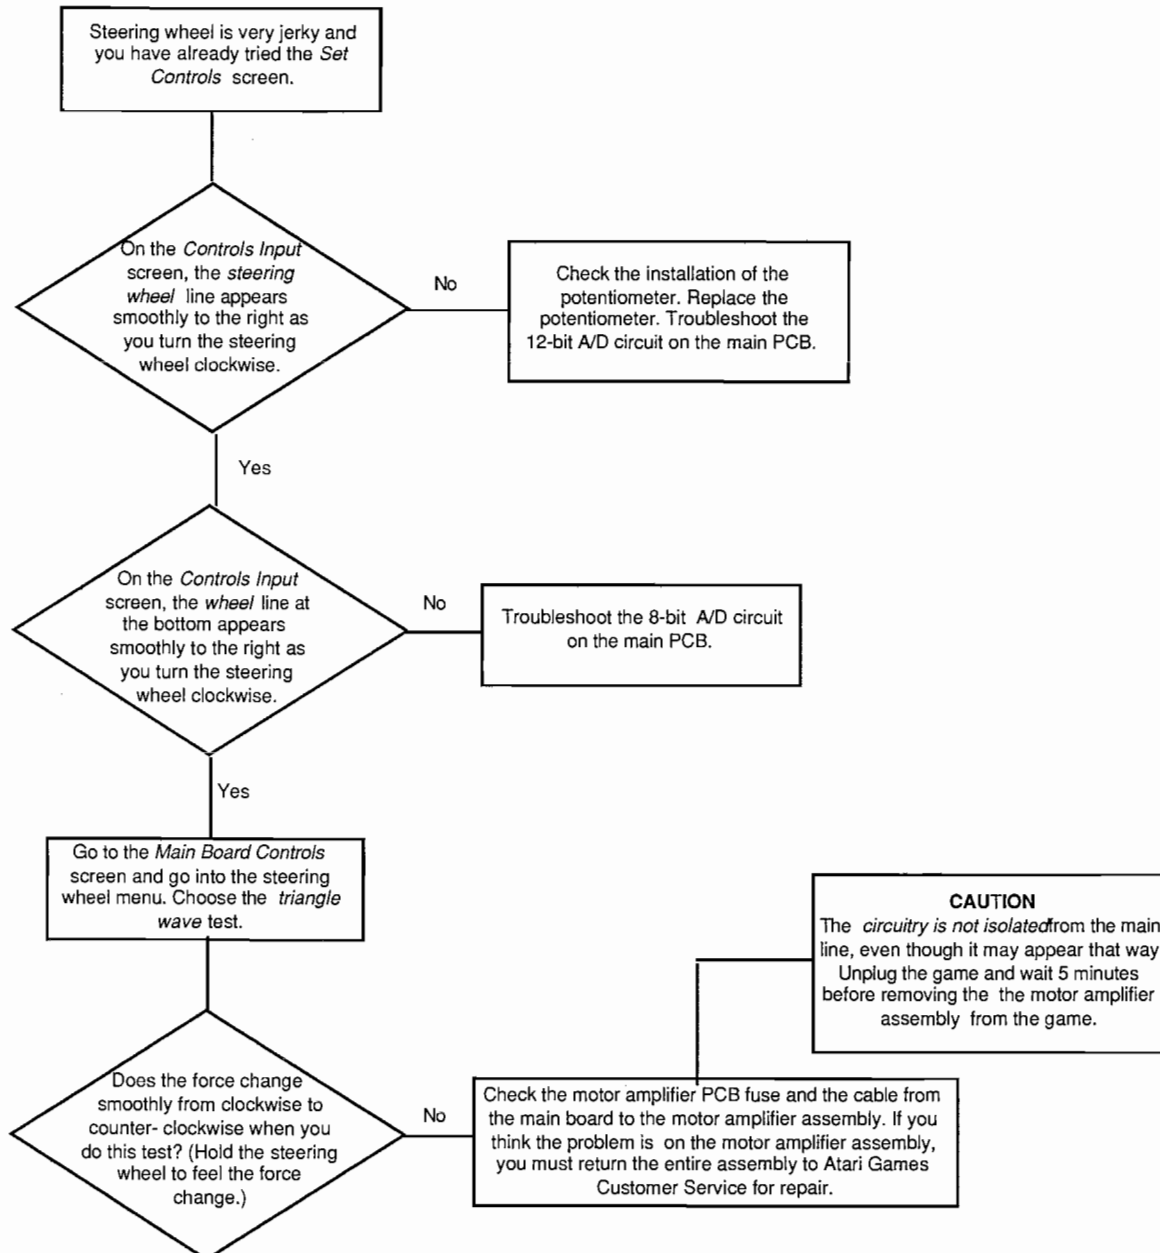 Steering wheel is very jerky and
you have already tried the Set
Controls screen.
On the Controls Input
screen, the steering
wheel line appears
smoothly to the right as
you turn the steering
wheel clockwise.
No
Check the installation of the
potentiometer. Replace the
potentiometer. Troubleshoot the
12-bit A/D circuit on the main PCB.
Yes
On the Controls Input
screen, the wheel line at
the bottom appears
smoothly to the right as
you turn the steering
wheel clockwise.
No
Troubleshoot the 8-bit A/D circuit
on the main PCB.
Yes
Go to the Main Board Controls
screen and go into the steering
wheel menu. Choose the triangle
wave test.
CAUTION
The circuitry is not isolated from the main
line, even though it may appear that way
Unplug the game and wait 5 minutes
before removing the the motor amplifier
assembly from the game.
Does the force change
smoothly from clockwise to
counter- clockwise when you
do this test? (Hold the steering
wheel to feel the force
change.)
No
Check the motor amplifier PCB fuse and the cable from
the main board to the motor amplifier assembly. If you
think the problem is on the motor amplifier assembly,
you must return the entire assembly to Atari Games
Customer Service for repair.